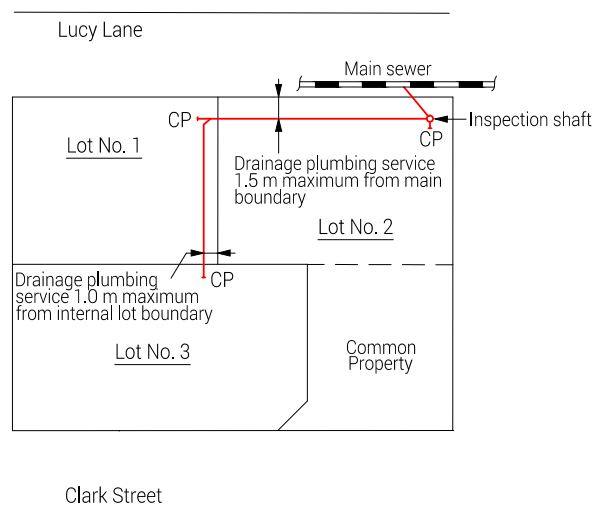 Lucy Lane
Main sewer
CP
Inspection shaft
CP
Lot No. 1
Drainage plumbing service
1.5 m maximum from main
boundary
Lot No. 2
Drainage plumbing
service 1.0 m maximum
from internal lot boundary
CP
Lot No. 3
Common
Property
Clark Street